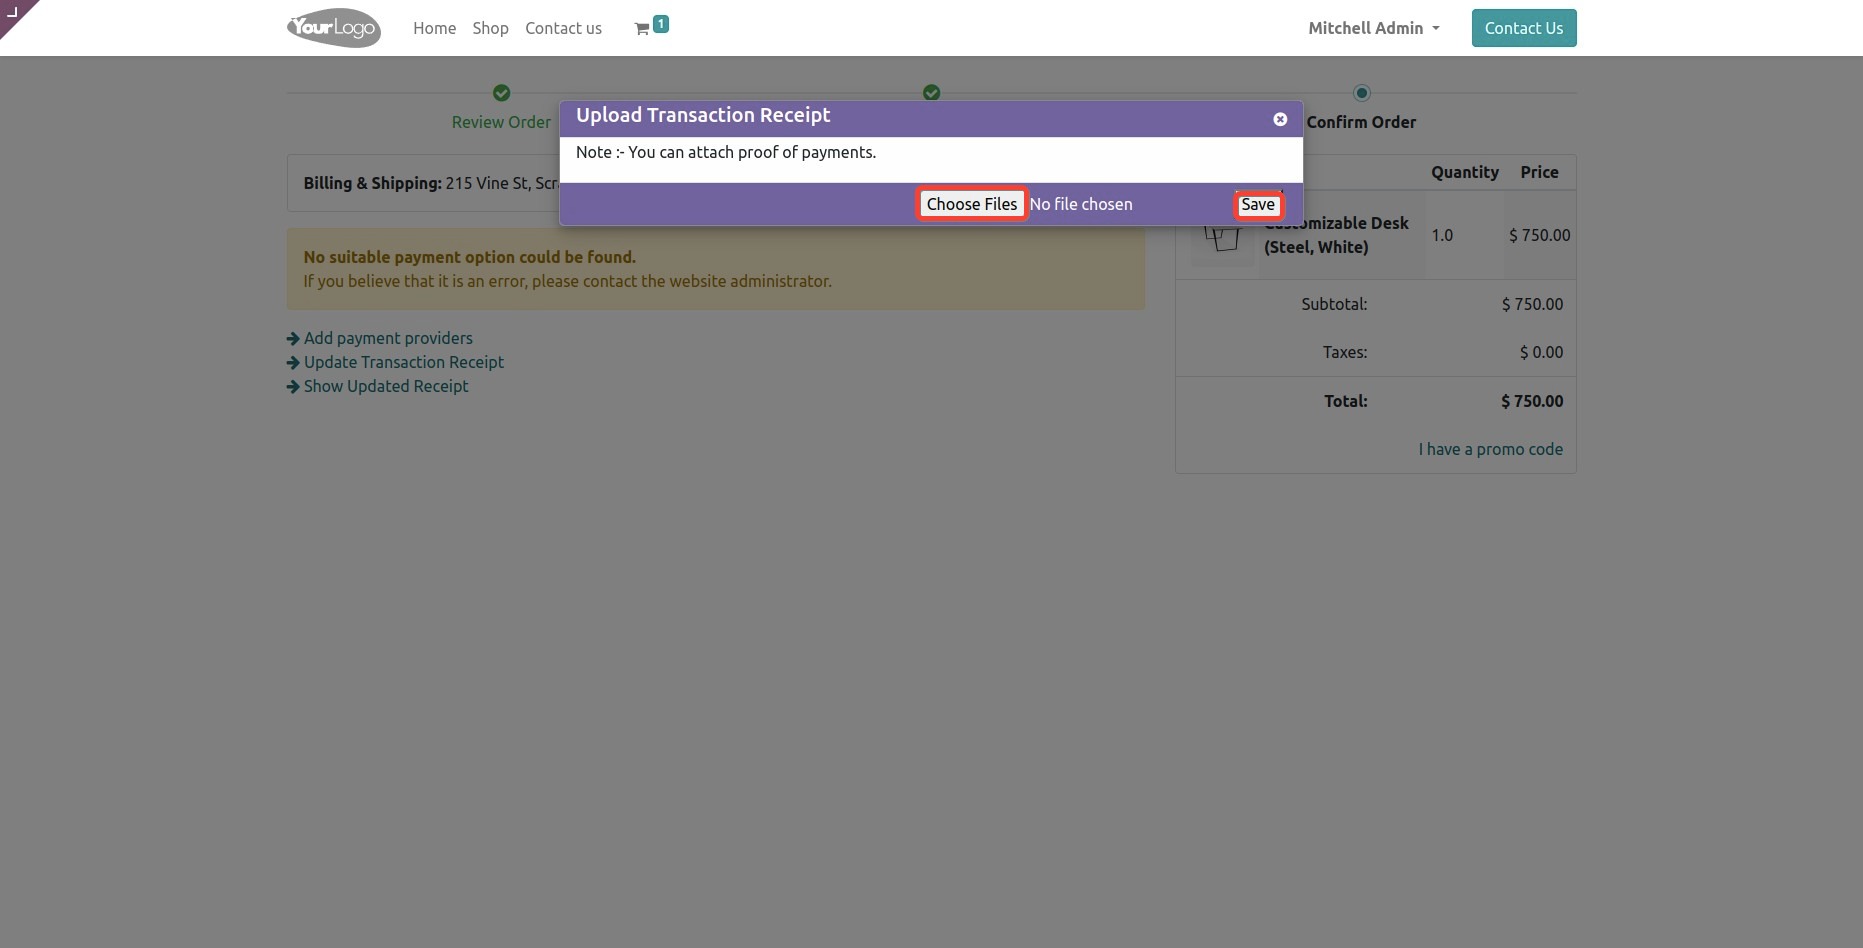 YourLogo
Home Shop Contact us 1
Mitchell Admin
Contact Us
Review Order
Confirm Order
Upload Transaction Receipt
Note :- You can attach proof of payments.
Choose Files No file chosen
Save
Billing & Shipping: 215 Vine St,
No suitable payment option could be found.
If you believe that it is an error, please contact the website administrator.
Add payment providers
Update Transaction Receipt
Show Updated Receipt
Quantity Price
Customizable Desk
(Steel, White)
1.0
$ 750.00
Subtotal: $ 750.00
Taxes: $ 0.00
Total: $ 750.00
I have a promo code